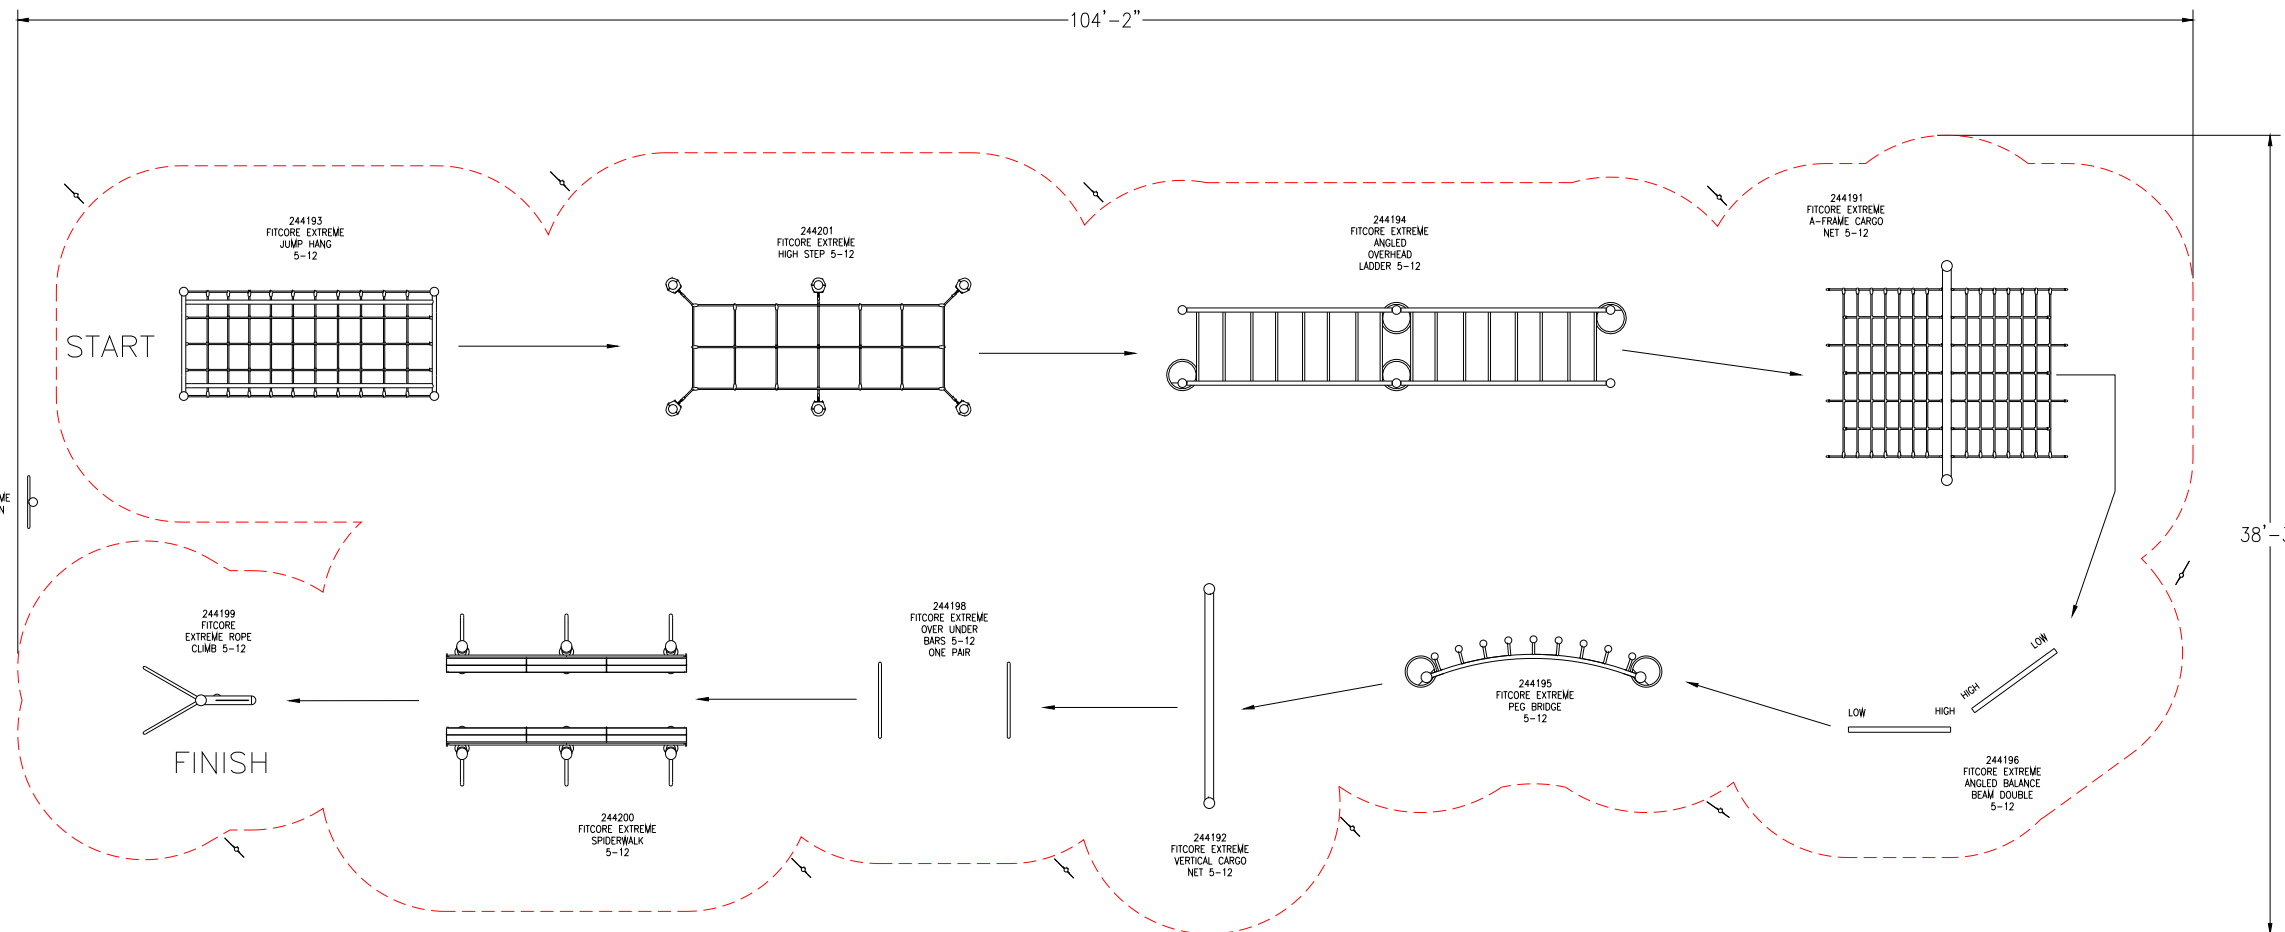 104'-2"
244193
FITCORE EXTREME
JUMP HANG
5-12
244201
FITCORE EXTREME
HIGH STEP 5-12
244194
FITCORE EXTREME
ANGLED
OVERHEAD
LADDER 5-12
244191
FITCORE EXTREME
A-FRAME CARGO
NET 5-12
START
38'-3
244199
FITCORE
EXTREME ROPE
CLIMB 5-12
FINISH
244200
FITCORE EXTREME
SPIDERWALK
5-12
244198
FITCORE EXTREME
OVER UNDER
BARS 5-12
ONE PAIR
244192
FITCORE EXTREME
VERTICAL CARGO
NET 5-12
244195
FITCORE EXTREME
PEG BRIDGE
5-12
LOW
HIGH
LOW
HIGH
244196
FITCORE EXTREME
ANGLED BALANCE
BEAM DOUBLE
5-12